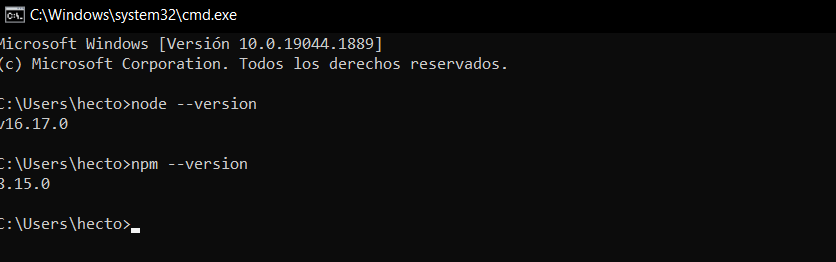 C:\Windows\system32\cmd.exe
Microsoft Windows [Versión 10.0.19044.1889]
(c) Microsoft Corporation. Todos los derechos reservados.
C:\Users\hecto>node --version
v16.17.0
C:\Users\hecto>npm --version
8.15.0
C:\Users\hecto>